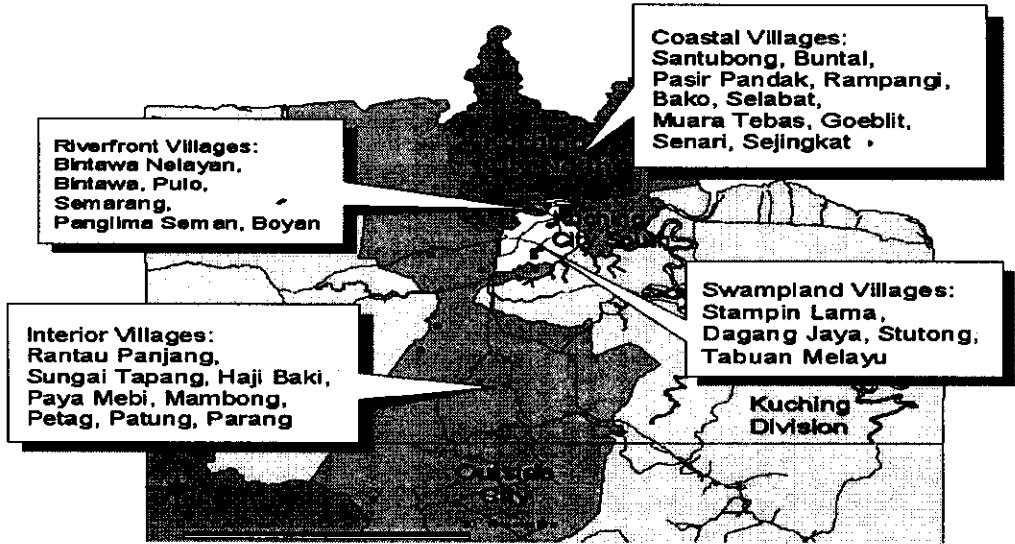 Coastal Villages:
Santubong, Buntal,
Pasir Pandak, Rampangi,
Bako, Selabat,
Muara Tebas, Goeblit,
Senari, Sejingkat
Riverfront Villages:
Bintawa Nelayan,
Bintawa, Pulo,
Semarang,
Panglima Seman, Boyan
Swampland Villages:
Stampin Lama,
Dagang Jaya, Stutong,
Tabuan Melayu
Interior Villages:
Rantau Panjang,
Sungai Tapang, Haji Baki,
Paya Mebi, Mambong,
Petag, Patung, Parang
Kuching
Division